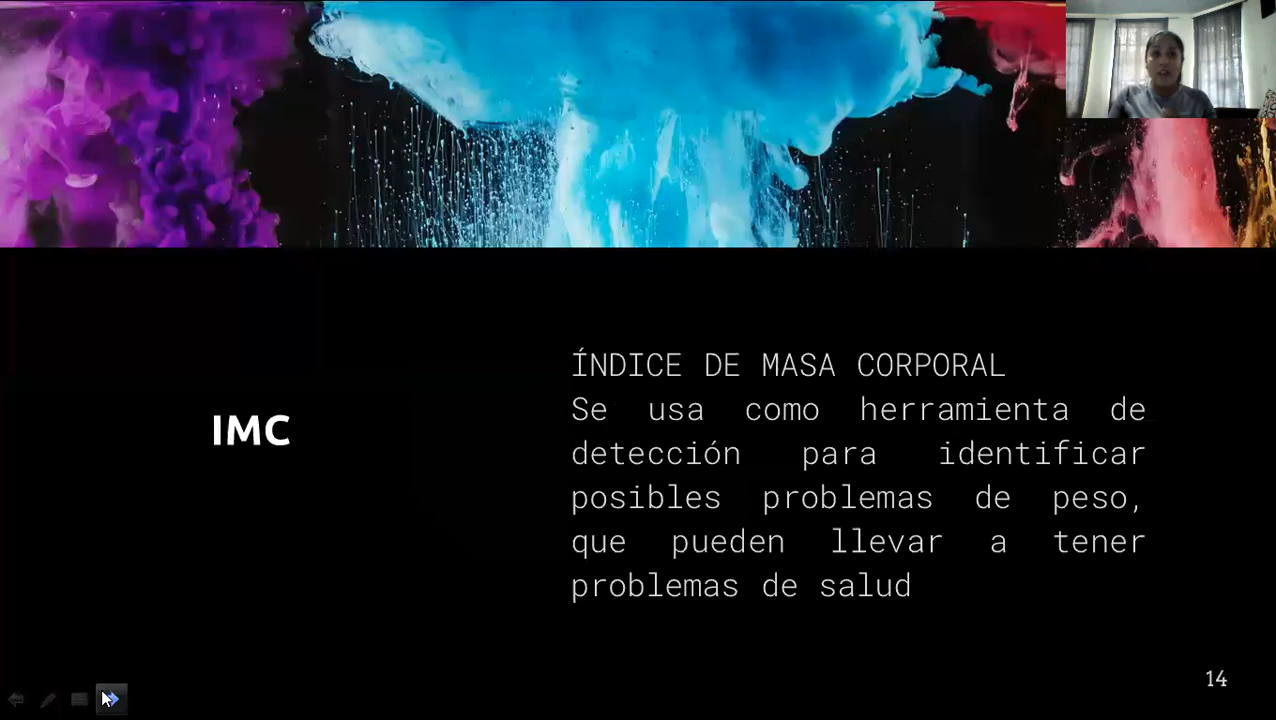 IMC
ÍNDICE DE MASA CORPORAL
Se usa como herramienta de
detección para identificar
posibles problemas de peso,
que pueden llevar a tener
problemas de salud
14